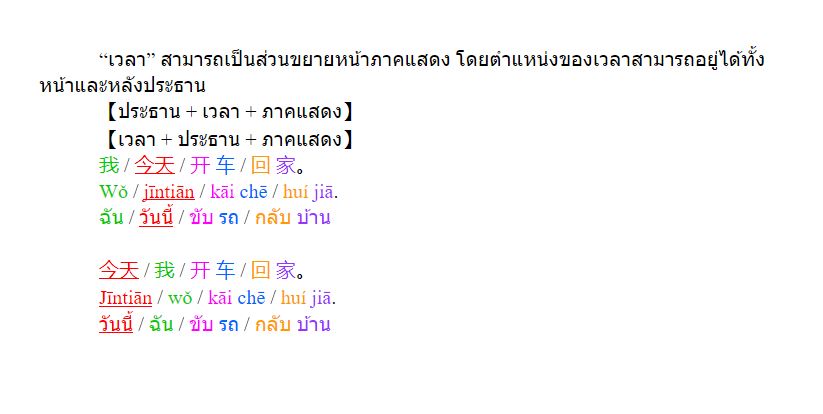 “เวลา” สามารถเป็นส่วนขยายหน้าภาคแสดง โดยตำแหน่งของเวลาสามารถอยู่ได้ทั้ง
หน้าและหลังประธาน
【ประธาน + เวลา + ภาคแสดง】
【เวลา + ประธาน + ภาคแสดง】
我 / 今天 / 开 车 / 回 家。
Wǒ / jīntiān / kāi chē / huí jiā.
ฉัน / วันนี้ / ขับ รถ / กลับ บ้าน
今天 / 我 / 开 车 / 回 家。
Jīntiān / wǒ / kāi chē / huí jiā.
วันนี้ / ฉัน / ขับ รถ / กลับ บ้าน